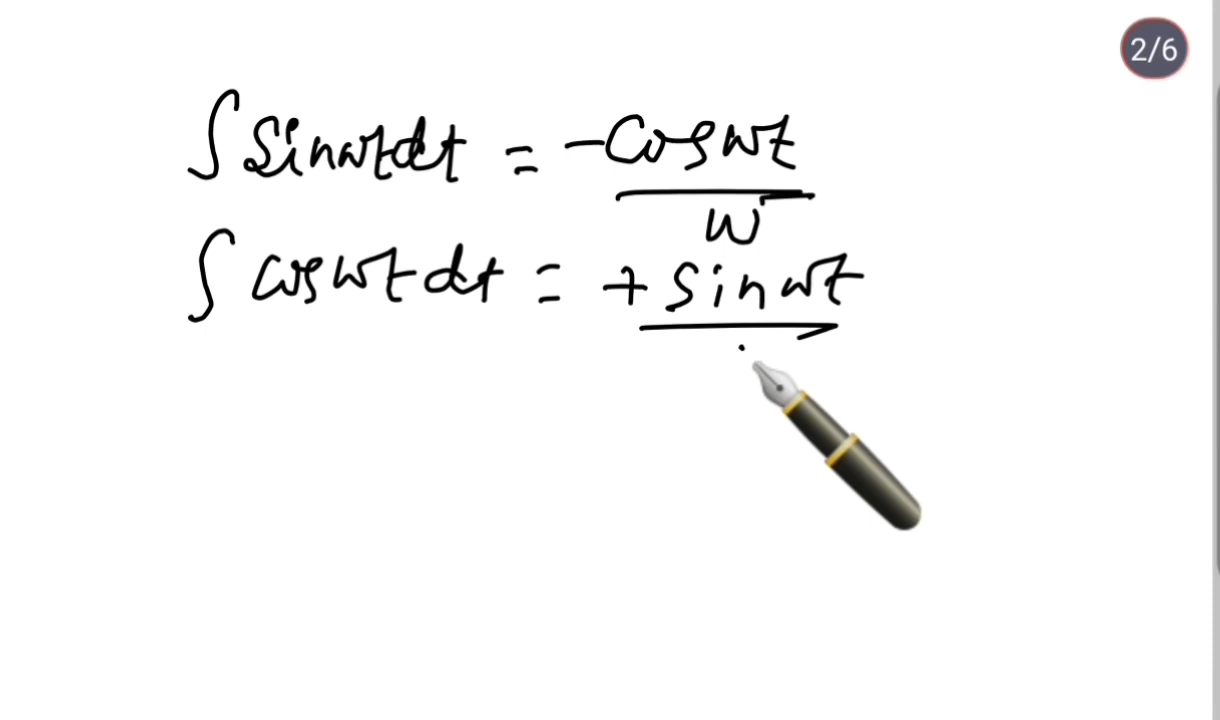 2/6
∫ sinωt dt = -cosωt
ω
∫ cosωt dt = + sinωt